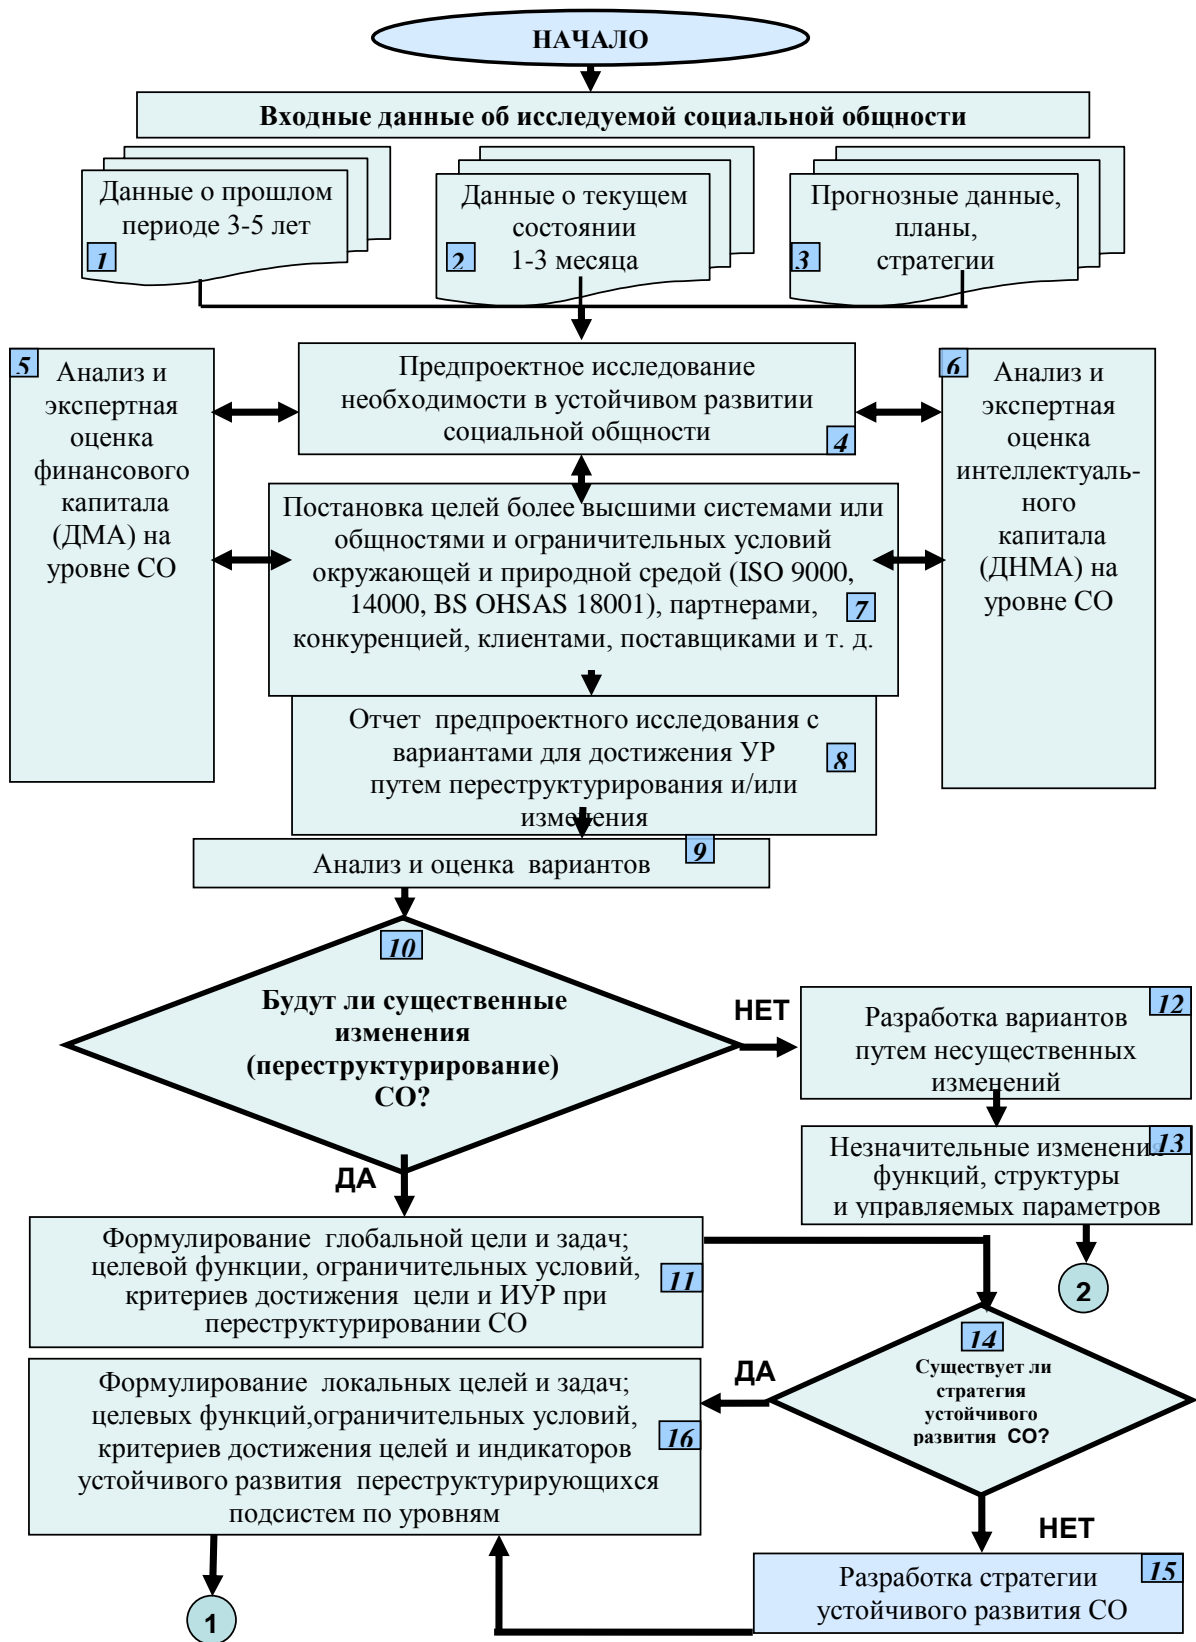 НАЧАЛО
Входные данные об исследуемой социальной общности
Данные о прошлом
периоде 3-5 лет
1
Данные о текущем
состоянии
1-3 месяца
2
Прогнозные данные,
планы,
стратегии
3
5
Анализ и
экспертная
оценка
финансового
капитала
(ДМА) на
уровне СО
Предпроектное исследование
необходимости в устойчивом развитии
социальной общности
4
6
Анализ и
экспертная
оценка
интеллектуаль-
ного
капитала
(ДНМА) на
уровне СО
Постановка целей более высшими системами или
общностями и ограничительных условий
окружающей и природной средой (ISO 9000,
14000, BS OHSAS 18001), партнерами,
конкуренцией, клиентами, поставщиками и т. д.
7
Отчет предпроектного исследования с
вариантами для достижения УР
путем переструктурирования и/или
изменения
8
Анализ и оценка вариантов
9
10
Будут ли существенные
изменения
(переструктурирование)
СО?
НЕТ
12
Разработка вариантов
путем несущественных
изменений
13
Незначительные изменения
функций, структуры
и управляемых параметров
2
ДА
Формулирование глобальной цели и задач;
целевой функции, ограничительных условий,
критериев достижения цели и ИУР при
переструктурировании СО
11
14
Существует ли
стратегия
устойчивого
развития СО?
ДА
Формулирование локальных целей и задач;
целевых функций,ограничительных условий,
критериев достижения целей и индикаторов
устойчивого развития переструктурирующихся
подсистем по уровням
16
НЕТ
15
Разработка стратегии
устойчивого развития СО
1